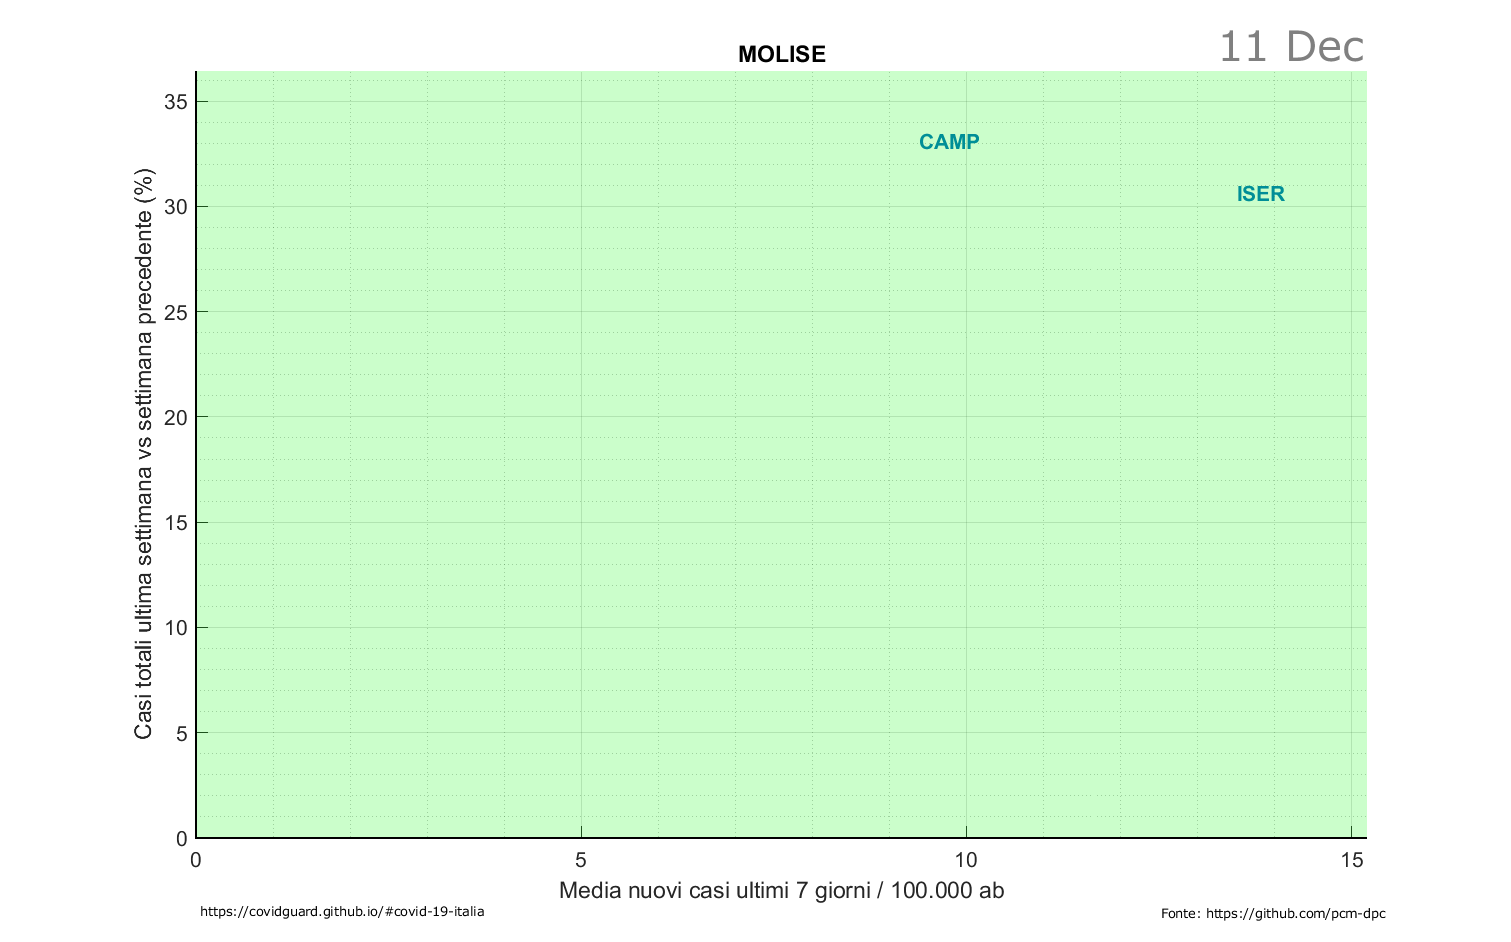 MOLISE
11 Dec
Casi totali ultima settimana vs settimana precedente (%)
35
30
25
20
15
10
5
0
CAMP
ISER
0 5 10 15
Media nuovi casi ultimi 7 giorni / 100.000 ab
https://covidguard.github.io/#covid-19-italia
Fonte: https://github.com/pcm-dpc